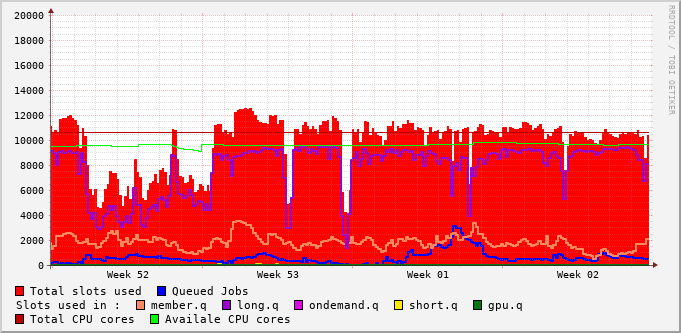 RRDTOOL / TOBI OETIKER
20000
18000
16000
14000
12000
10000
8000
6000
4000
2000
0
Week 52 Week 53 Week 01 Week 02
Total slots used Queued Jobs
Slots used in : member.q long.q ondemand.q short.q gpu.q
Total CPU cores Availale CPU cores